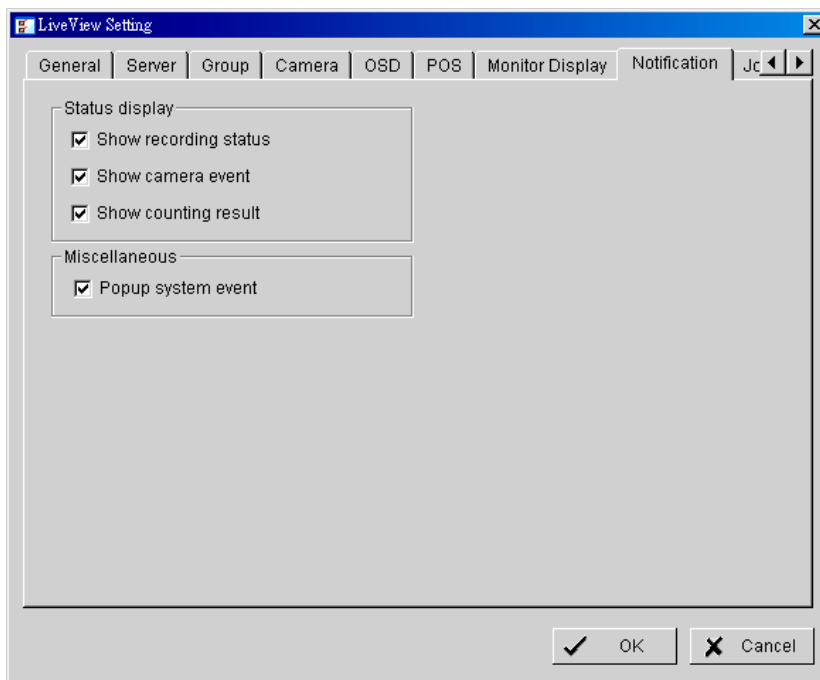 LiveView Setting
General Server Group Camera OSD POS Monitor Display Notification
Status display
Show recording status
Show camera event
Show counting result
Miscellaneous
Popup system event
OK Cancel